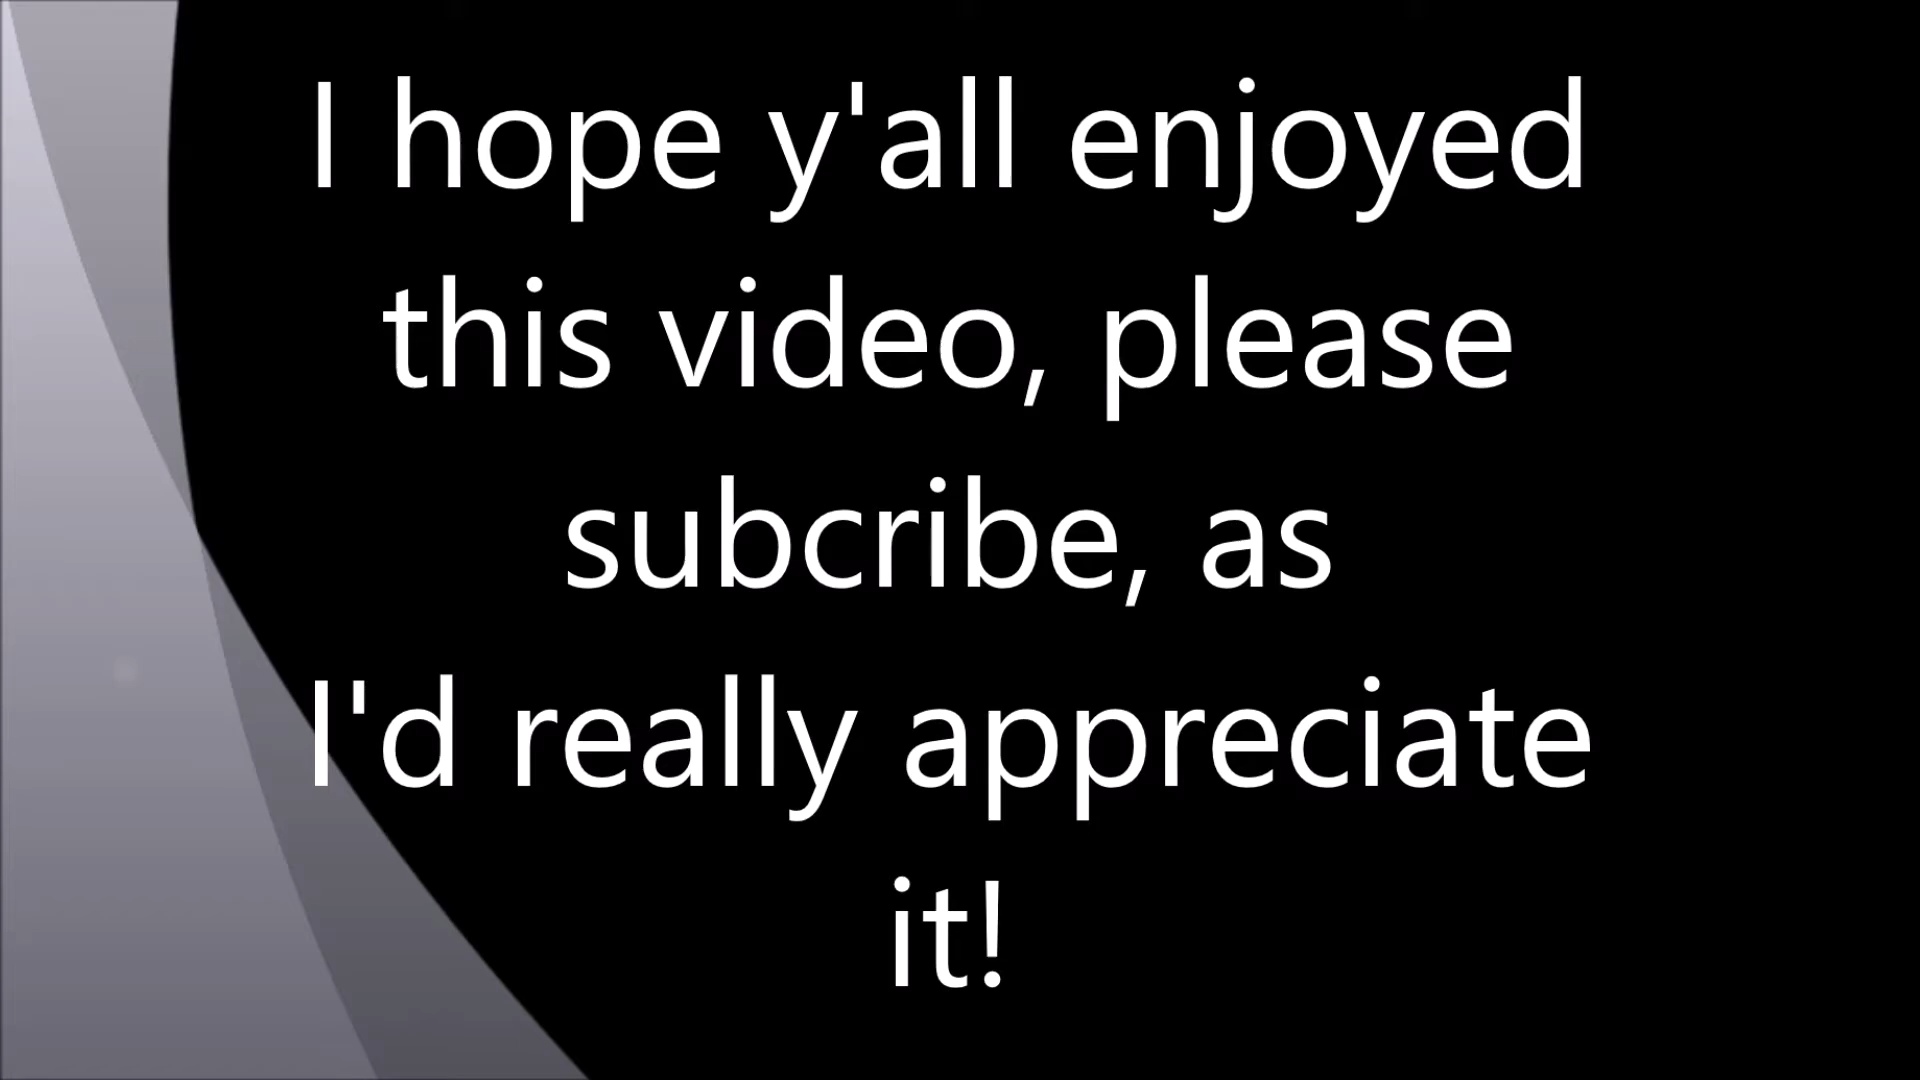 I hope y'all enjoyed
this video, please
subcribe, as
I'd really appreciate
it!